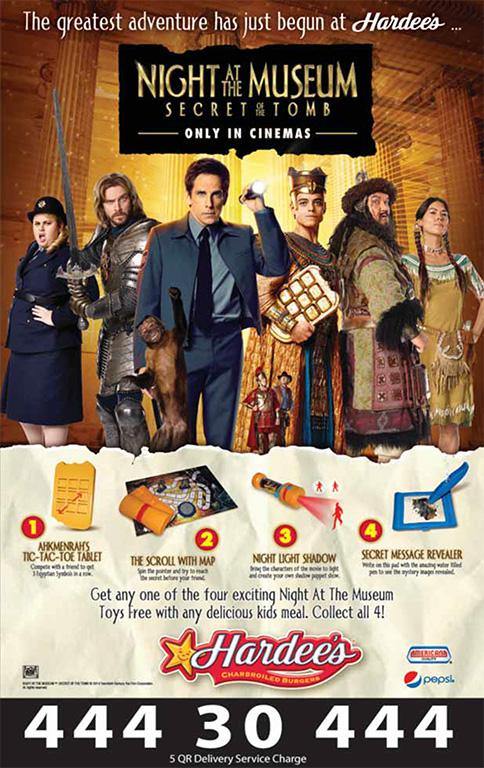 The greatest adventure has just begun at Hardee's ...
NIGHT AT THE MUSEUM
SECRET OF THE TOMB
ONLY IN CINEMAS
1
AHKMENRAH'S
TIC-TAC-TOE TABLET
Compete with a friend to get
3 Egyptian Symbols in a row.
2
THE SCROLL WITH MAP
Spin the pointer and try to reach
the secret before your friend.
3
NIGHT LIGHT SHADOW
Bring the characters of the movie to light
and create your own shadow puppet show.
4
SECRET MESSAGE REVEALER
Write on this pad with the amazing water filled
pen to see the mystery images revealed.
Get any one of the four exciting Night At The Museum
Toys Free with any delicious kids meal. Collect all 4!
Hardee's
CHARBROILED BURGERS
AMERICANA
QUALITY
pepsi
444 30 444
5 QR Delivery Service Charge